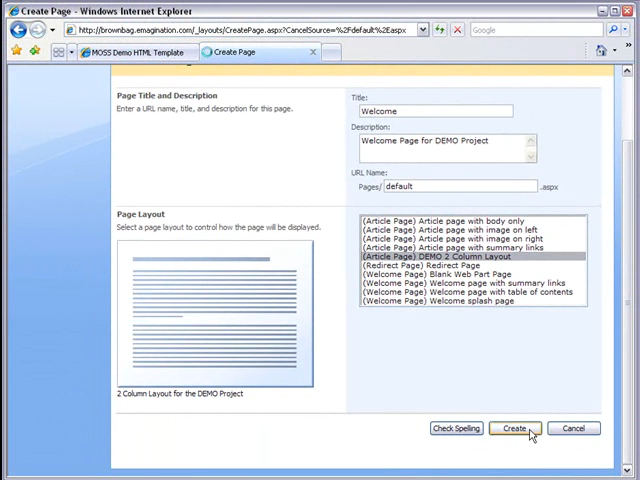 Create Page - Windows Internet Explorer
http://brownbag.emagination.com/_layouts/CreatePage.aspx?CancelSource=%2Fdefault%2Easpx
Google
MOSS Demo HTML Template
Create Page
Page Title and Description
Enter a URL name, title, and description for this page.
Title:
Welcome
Description:
Welcome Page for DEMO Project
URL Name:
Pages/ default .aspx
Page Layout
Select a page layout to control how the page will be displayed.
(Article Page) Article page with body only
(Article Page) Article page with image on left
(Article Page) Article page with image on right
(Article Page) Article page with summary links
(Article Page) DEMO 2 Column Layout
(Redirect Page) Redirect Page
(Welcome Page) Blank Web Part Page
(Welcome Page) Welcome page with summary links
(Welcome Page) Welcome page with table of contents
(Welcome Page) Welcome splash page
2 Column Layout for the DEMO Project
Check Spelling
Create
Cancel